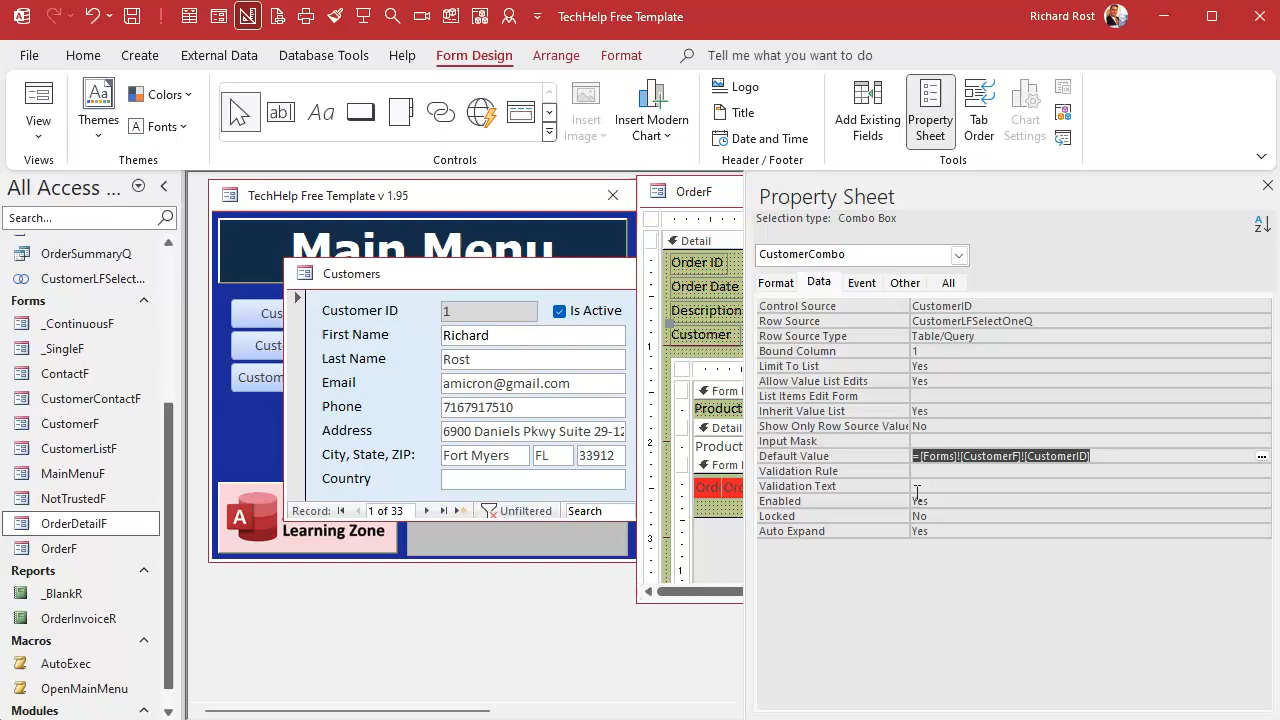 TechHelp Free Template
Richard Rost
File Home Create External Data Database Tools Help Form Design Arrange Format Tell me what you want to do
View
Views
Themes
Colors
Fonts
Themes
Controls
Insert Image
Insert Modern Chart
Logo
Title
Date and Time
Header / Footer
Add Existing Fields
Property Sheet
Tab Order
Chart Settings
Tools
All Access ...
Search...
OrderSummaryQ
CustomerLFSelect...
Forms
_ContinuousF
_SingleF
ContactF
CustomerContactF
CustomerF
CustomerListF
MainMenuF
NotTrustedF
OrderDetailF
OrderF
Reports
_BlankR
OrderInvoiceR
Macros
AutoExec
OpenMainMenu
Modules
TechHelp Free Template v 1.95
Main Menu
Cus
Cust
Custom
A
Learning Zone
Customers
Customer ID 1 Is Active
First Name Richard
Last Name Rost
Email amicron@gmail.com
Phone 7167917510
Address 6900 Daniels Pkwy Suite 29-12
City, State, ZIP: Fort Myers FL 33912
Country
Record: 1 of 33 Unfiltered Search
OrderF
Detail
Order ID
Order Date
Description
Customer
Form
Product
Detail
Product
Form
Ord Ord
1
2
3
1
Property Sheet
Selection type: Combo Box
CustomerCombo
Format Data Event Other All
Control Source CustomerID
Row Source CustomerLFSelectOneQ
Row Source Type Table/Query
Bound Column 1
Limit To List Yes
Allow Value List Edits Yes
List Items Edit Form
Inherit Value List Yes
Show Only Row Source Value No
Input Mask
Default Value =[Forms]![CustomerF]![CustomerID]
Validation Rule
Validation Text
Enabled Yes
Locked No
Auto Expand Yes